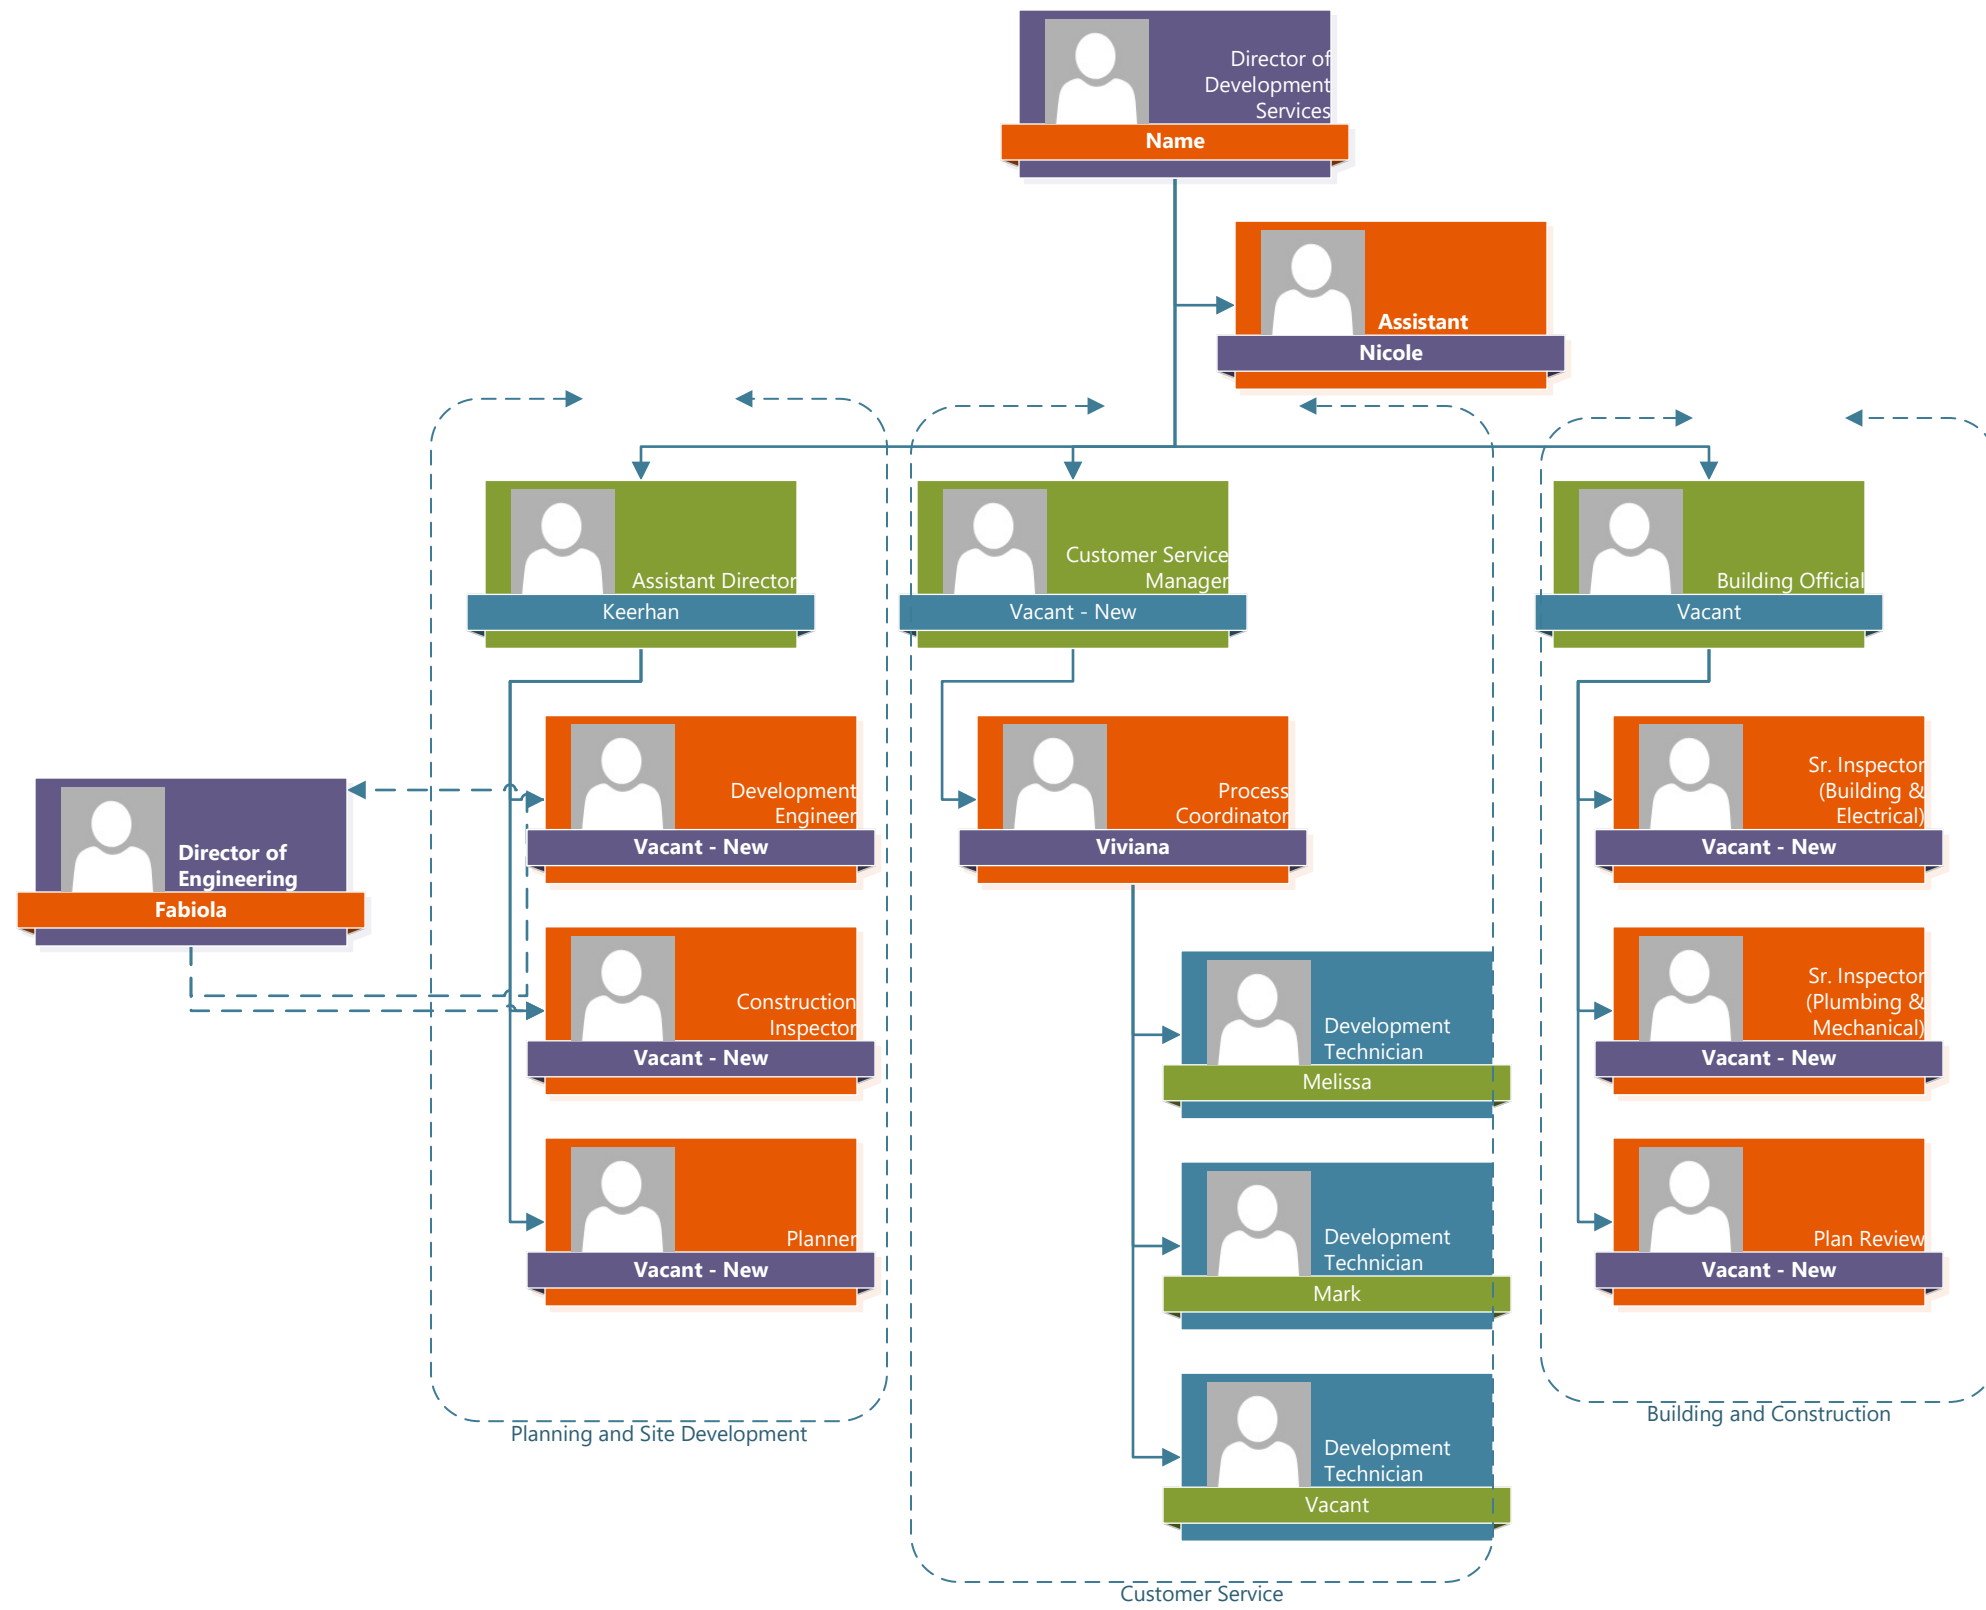 Director of
Development
Services
Name
Assistant
Nicole
Assistant Director
Keerhan
Customer Service
Manager
Vacant - New
Building Official
Vacant
Development
Engineer
Vacant - New
Process
Coordinator
Viviana
Sr. Inspector
(Building &
Electrical)
Vacant - New
Director of
Engineering
Fabiola
Construction
Inspector
Vacant - New
Sr. Inspector
(Plumbing &
Mechanical)
Vacant - New
Development
Technician
Melissa
Planner
Vacant - New
Development
Technician
Mark
Plan Review
Vacant - New
Planning and Site Development
Building and Construction
Development
Technician
Vacant
Customer Service